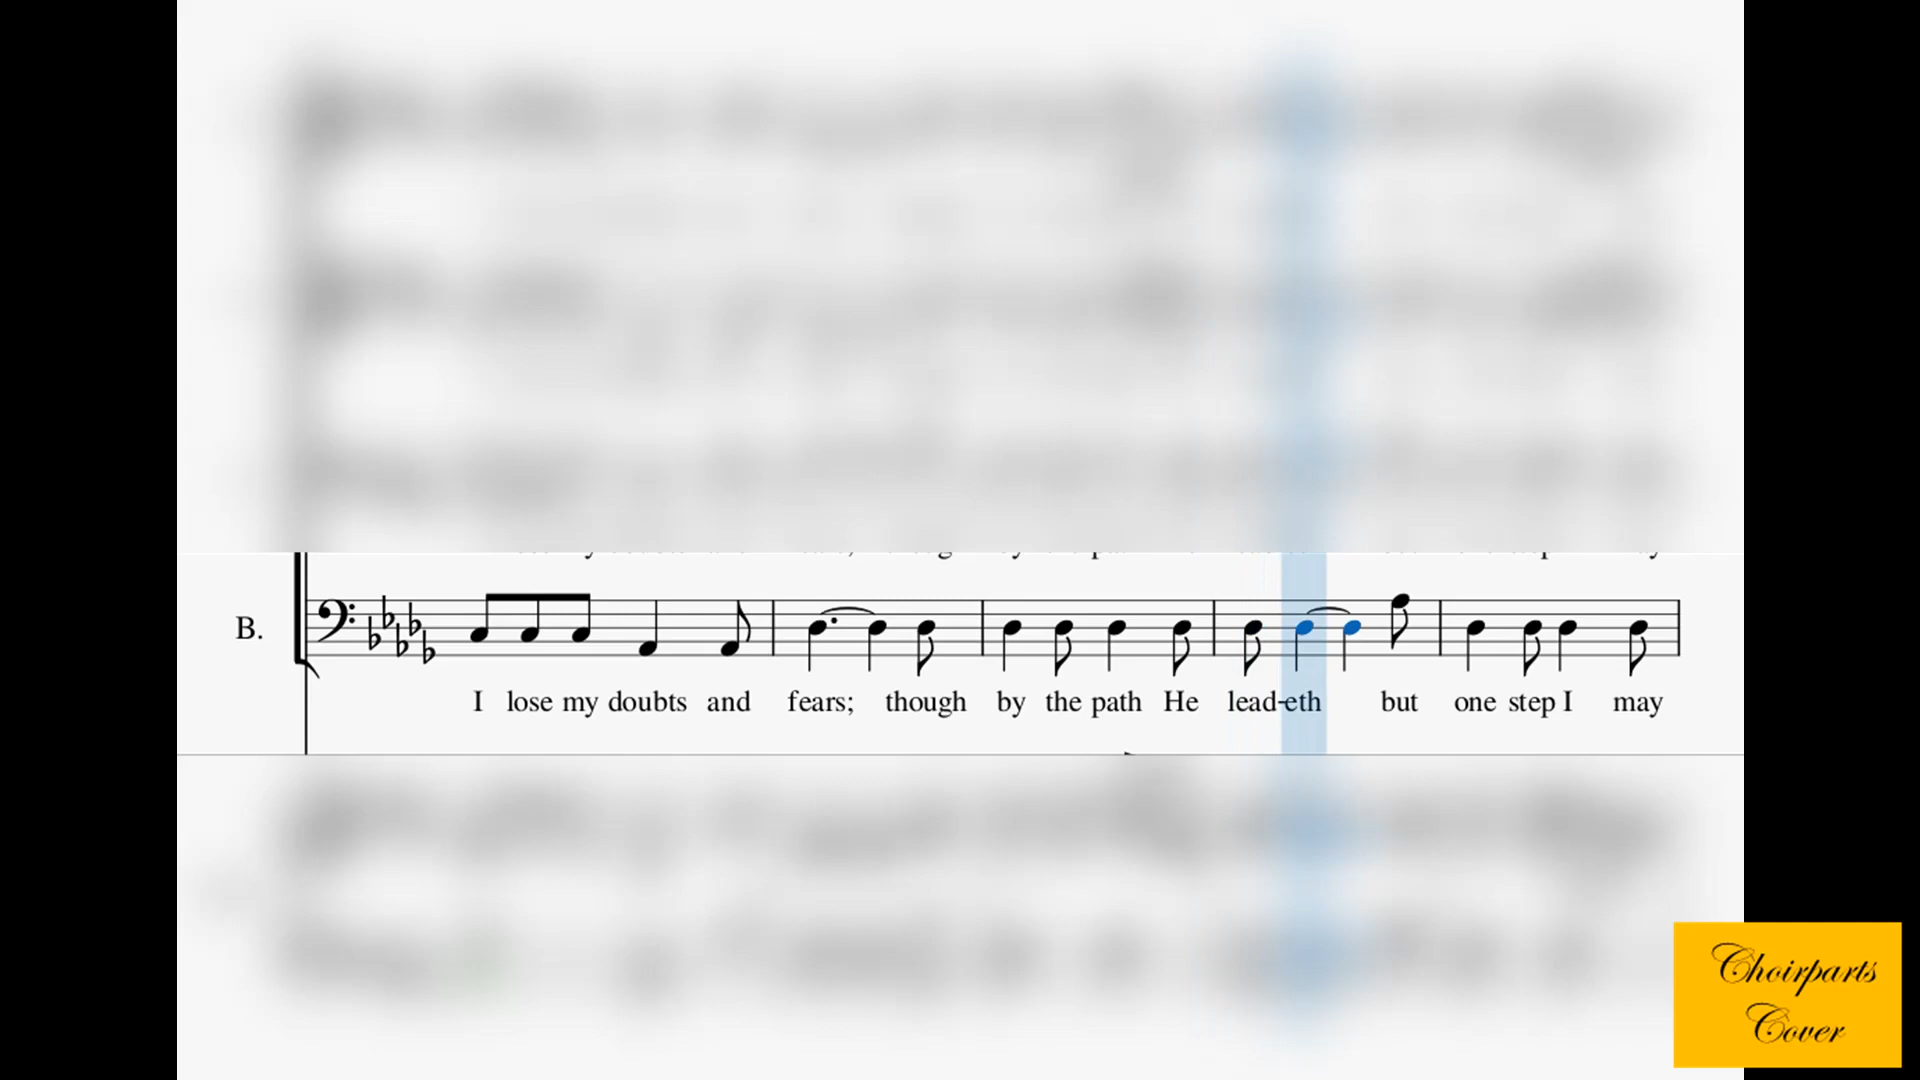 B.
I lose my doubts and fears; though by the path He lead-eth but one step I may
Choirparts
Cover